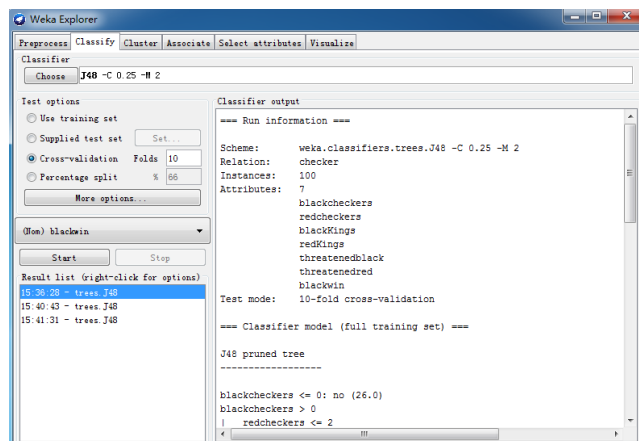 Weka Explorer
Preprocess Classify Cluster Associate Select attributes Visualize
Classifier
Choose J48 -C 0.25 -M 2
Test options
Use training set
Supplied test set Set...
Cross-validation Folds 10
Percentage split % 66
More options...
(Nom) blackwin
Start Stop
Result list (right-click for options)
15:36:28 - trees.J48
15:40:43 - trees.J48
15:41:31 - trees.J48
Classifier output
=== Run information ===
Scheme: weka.classifiers.trees.J48 -C 0.25 -M 2
Relation: checker
Instances: 100
Attributes: 7
blackcheckers
redcheckers
blackKings
redKings
threatenedblack
threatenedred
blackwin
Test mode: 10-fold cross-validation
=== Classifier model (full training set) ===
J48 pruned tree
------------------
blackcheckers <= 0: no (26.0)
blackcheckers > 0
| redcheckers <= 2